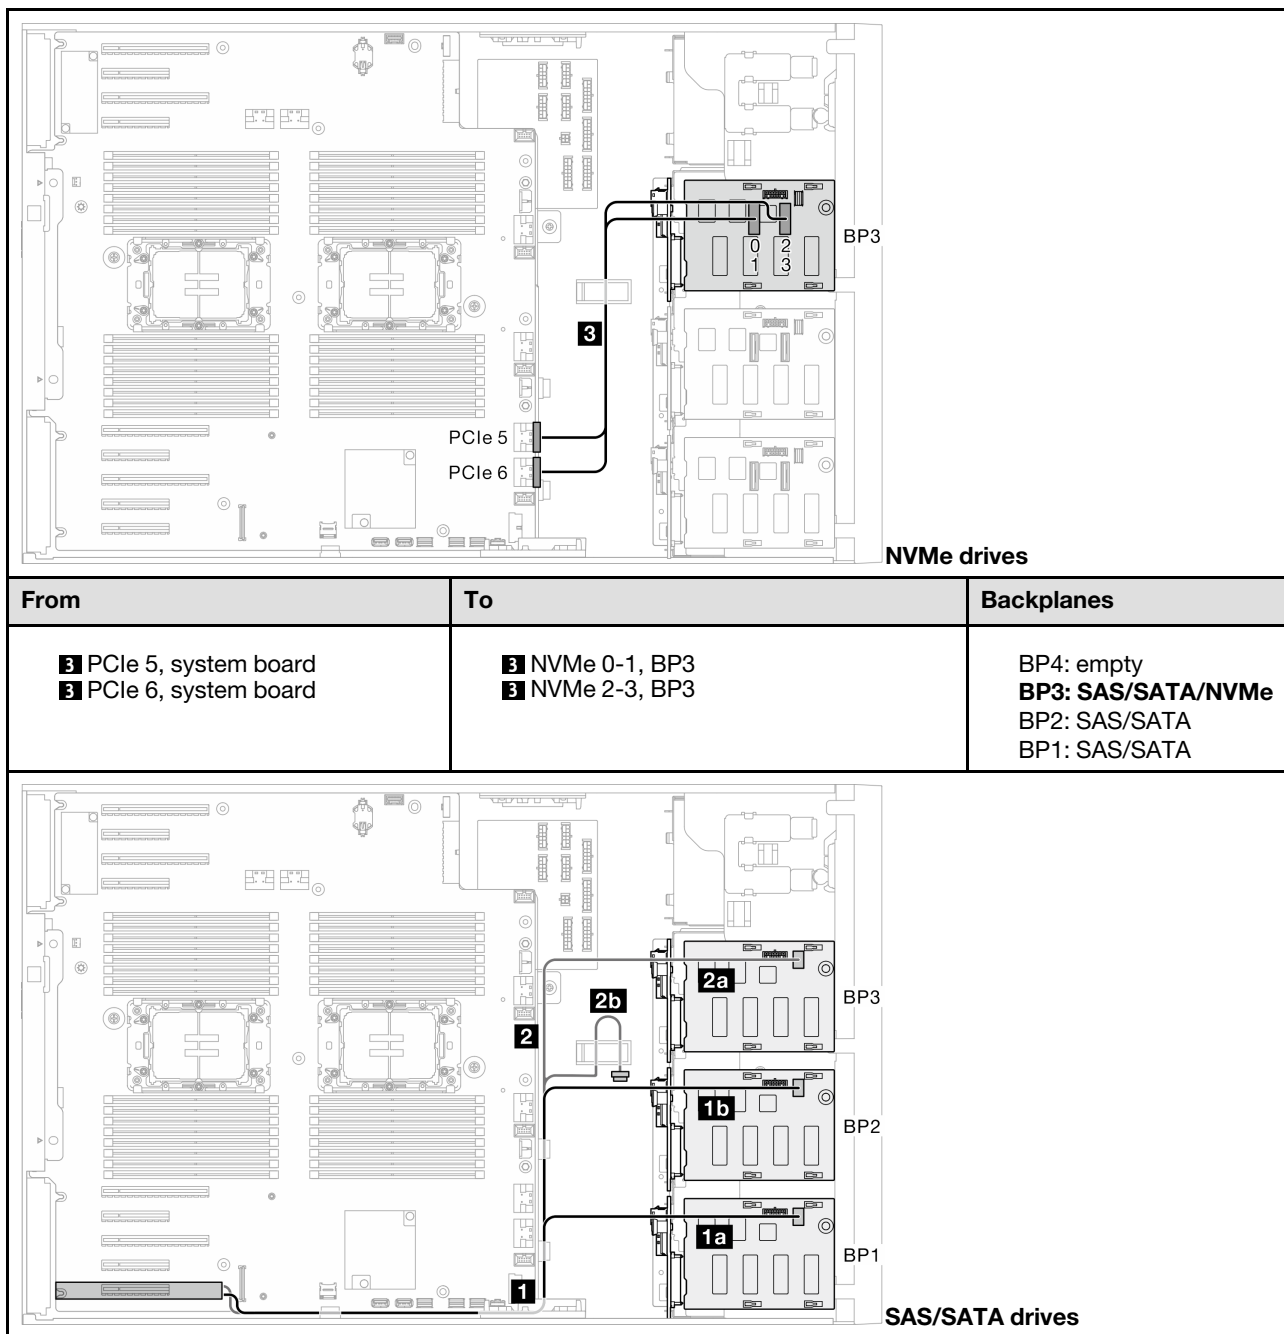 BP3
0 2
1 3
3
PCIe 5
PCIe 6
NVMe drives
From To Backplanes
3 PCIe 5, system board 3 NVMe 0-1, BP3 BP4: empty
3 PCIe 6, system board 3 NVMe 2-3, BP3 BP3: SAS/SATA/NVMe
BP2: SAS/SATA
BP1: SAS/SATA
2a
2b
BP3
2
1b
BP2
1a
BP1
1
SAS/SATA drives